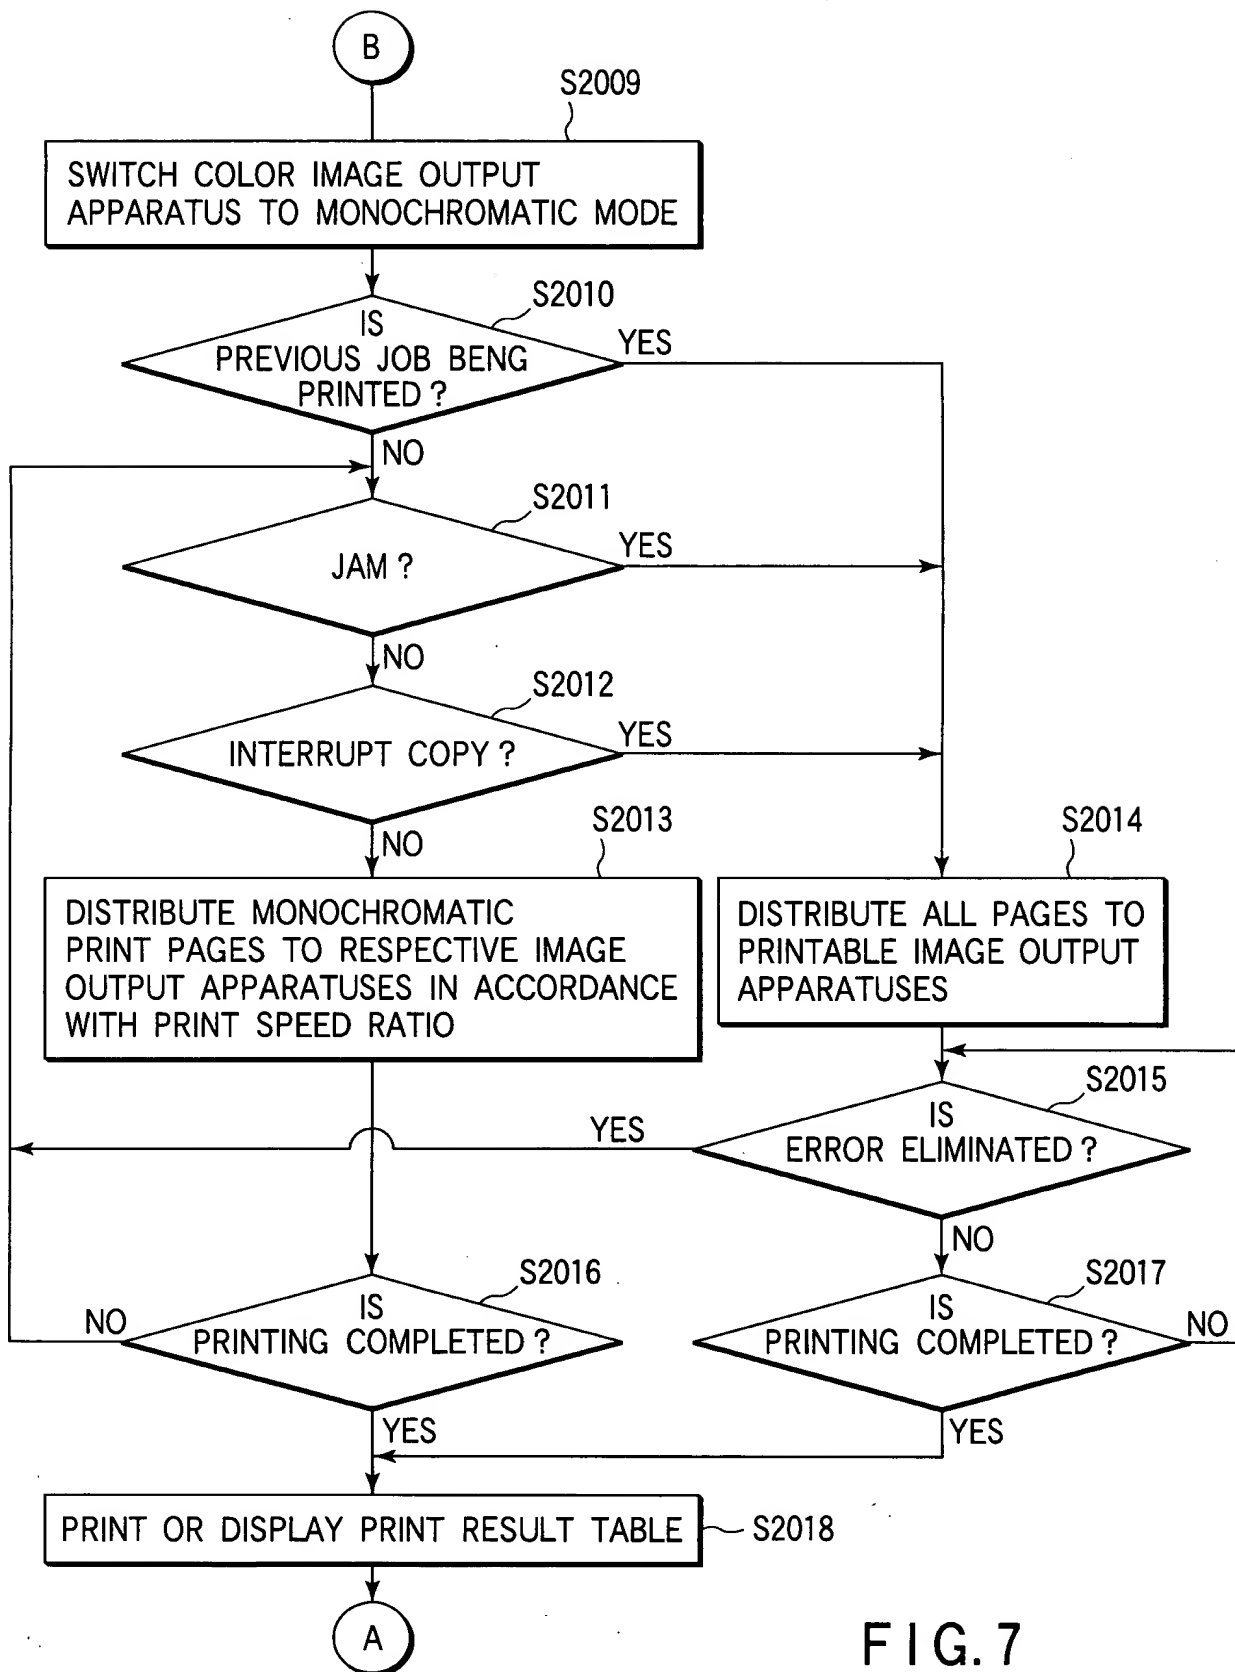 B
S2009
SWITCH COLOR IMAGE OUTPUT
APPARATUS TO MONOCHROMATIC MODE
S2010
IS
PREVIOUS JOB BENG
PRINTED ?
YES
NO
S2011
JAM ?
YES
NO
S2012
INTERRUPT COPY ?
YES
NO
S2013
DISTRIBUTE MONOCHROMATIC
PRINT PAGES TO RESPECTIVE IMAGE
OUTPUT APPARATUSES IN ACCORDANCE
WITH PRINT SPEED RATIO
S2014
DISTRIBUTE ALL PAGES TO
PRINTABLE IMAGE OUTPUT
APPARATUSES
S2015
IS
ERROR ELIMINATED ?
YES
NO
S2016
IS
PRINTING COMPLETED ?
NO
YES
S2017
IS
PRINTING COMPLETED ?
NO
YES
PRINT OR DISPLAY PRINT RESULT TABLE
S2018
A
FIG. 7